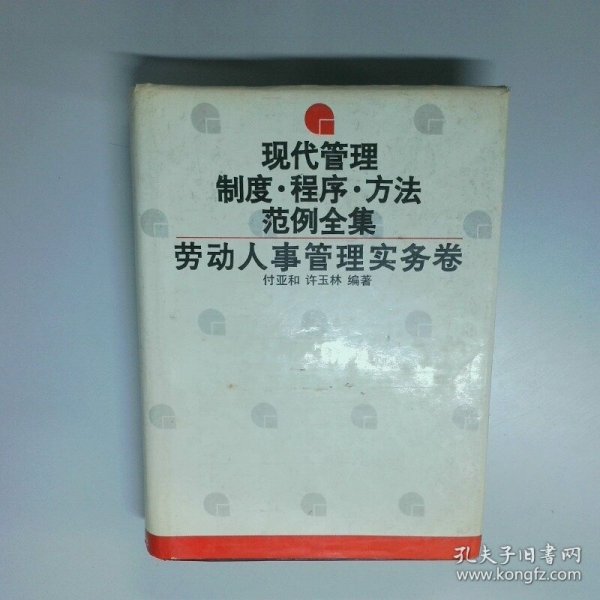 现代管理
制度·程序·方法
范例全集
劳动人事管理实务卷
付亚和 许玉林 编著
孔夫子旧书网
www.kongfz.com